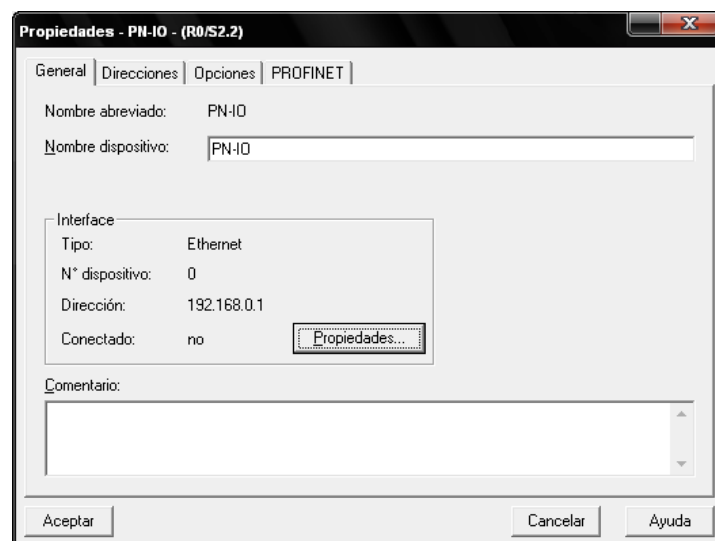 Propiedades - PN-IO - (R0/S2.2)
General Direcciones Opciones PROFINET
Nombre abreviado: PN-IO
Nombre dispositivo: PN-IO
Interface
Tipo: Ethernet
N° dispositivo: 0
Dirección: 192.168.0.1
Conectado: no Propiedades...
Comentario:
Aceptar Cancelar Ayuda